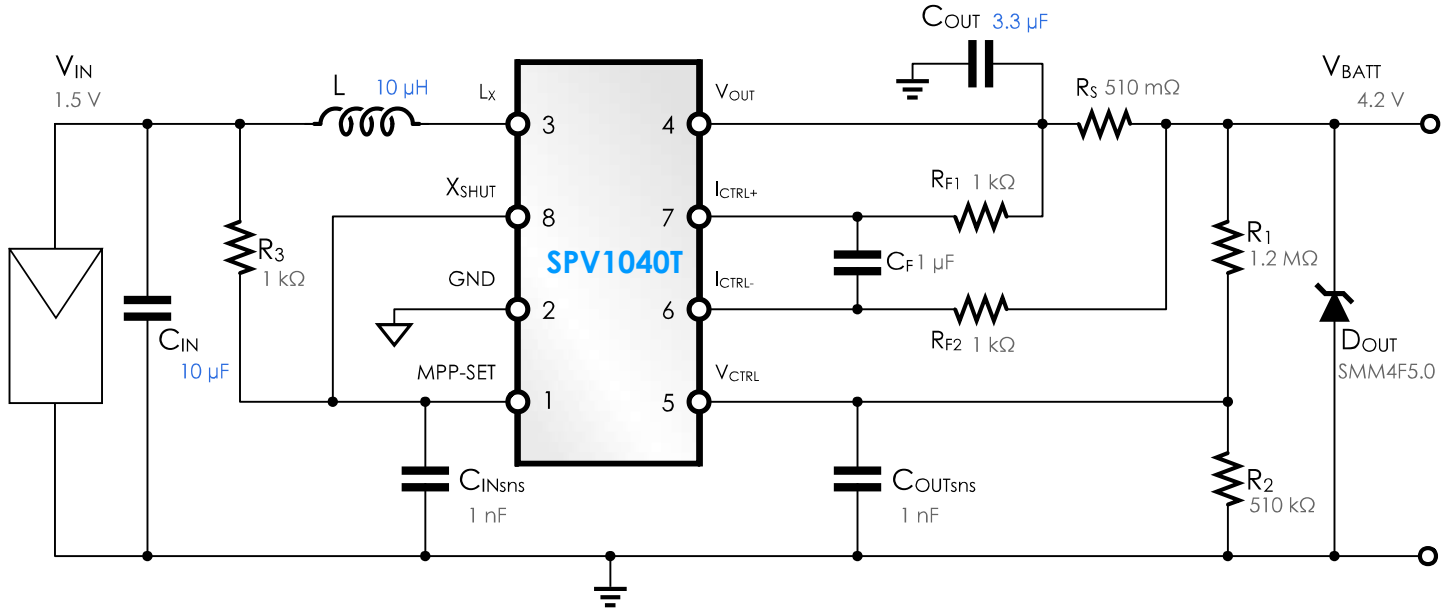 COUT 3.3 µF
VIN
1.5 V
L 10 µH
LX
VOUT
RS 510 mΩ
VBATT
4.2 V
3
4
XSHUT
ICTRL+
RF1 1 kΩ
8
7
R3
1 kΩ
SPV1040T
CF 1 µF
R1
1.2 MΩ
GND
ICTRL-
2
6
RF2 1 kΩ
CIN
10 µF
DOUT
SMM4F5.0
MPP-SET
VCTRL
1
5
CINsns
1 nF
COUTsns
1 nF
R2
510 kΩ